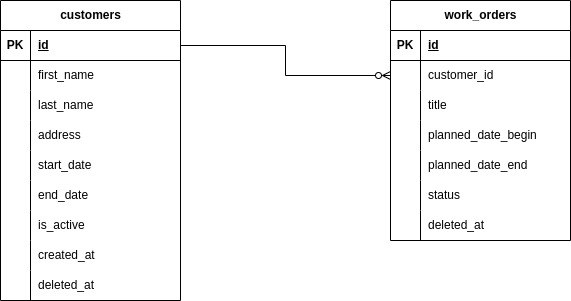 customers
PK id
first_name
last_name
address
start_date
end_date
is_active
created_at
deleted_at
work_orders
PK id
customer_id
title
planned_date_begin
planned_date_end
status
deleted_at